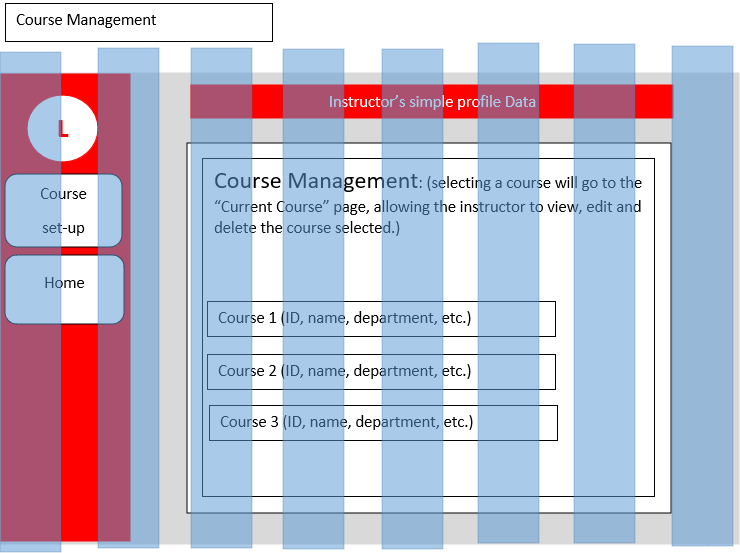 Course Management
Instructor's simple profile Data
L
Course
set-up
Home
Course Management: (selecting a course will go to the
“Current Course” page, allowing the instructor to view, edit and
delete the course selected.)
Course 1 (ID, name, department, etc.)
Course 2 (ID, name, department, etc.)
Course 3 (ID, name, department, etc.)